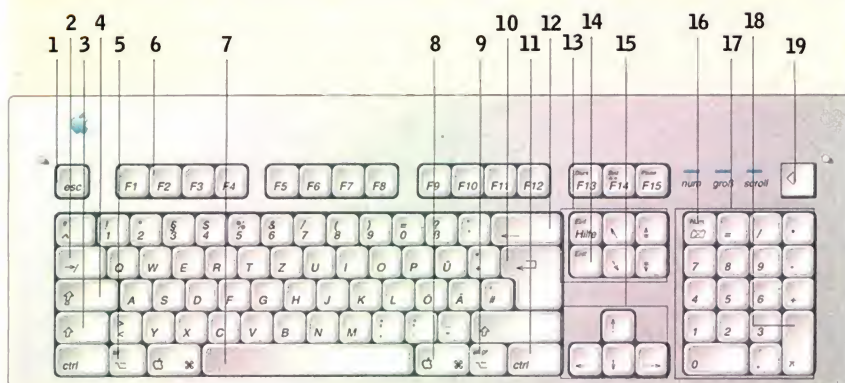 2 4 10 12 14 16 18
1 3 5 6 7 8 9 11 13 15 17 19
esc F1 F2 F3 F4 F5 F6 F7 F8 F9 F10 F11 F12 F13 F14 F15 num groß scroll
° ! " § $ % & / ( ) = ?
^ 1 2 3 4 5 6 7 8 9 0 ß ´ ← Hilfe ↖ Num = / *
→/ Q W E R T Z U I O P Ü * + Entf ↘ 7 8 9 -
⇧ A S D F G H J K L Ö Ä # 4 5 6 +
⇧ > < Y X C V B N M ; , : . - ⇧ 1 2 3
ctrl ⌥ ⌘ ⌘ ⌥ ctrl ← ↓ → 0 , ⌅